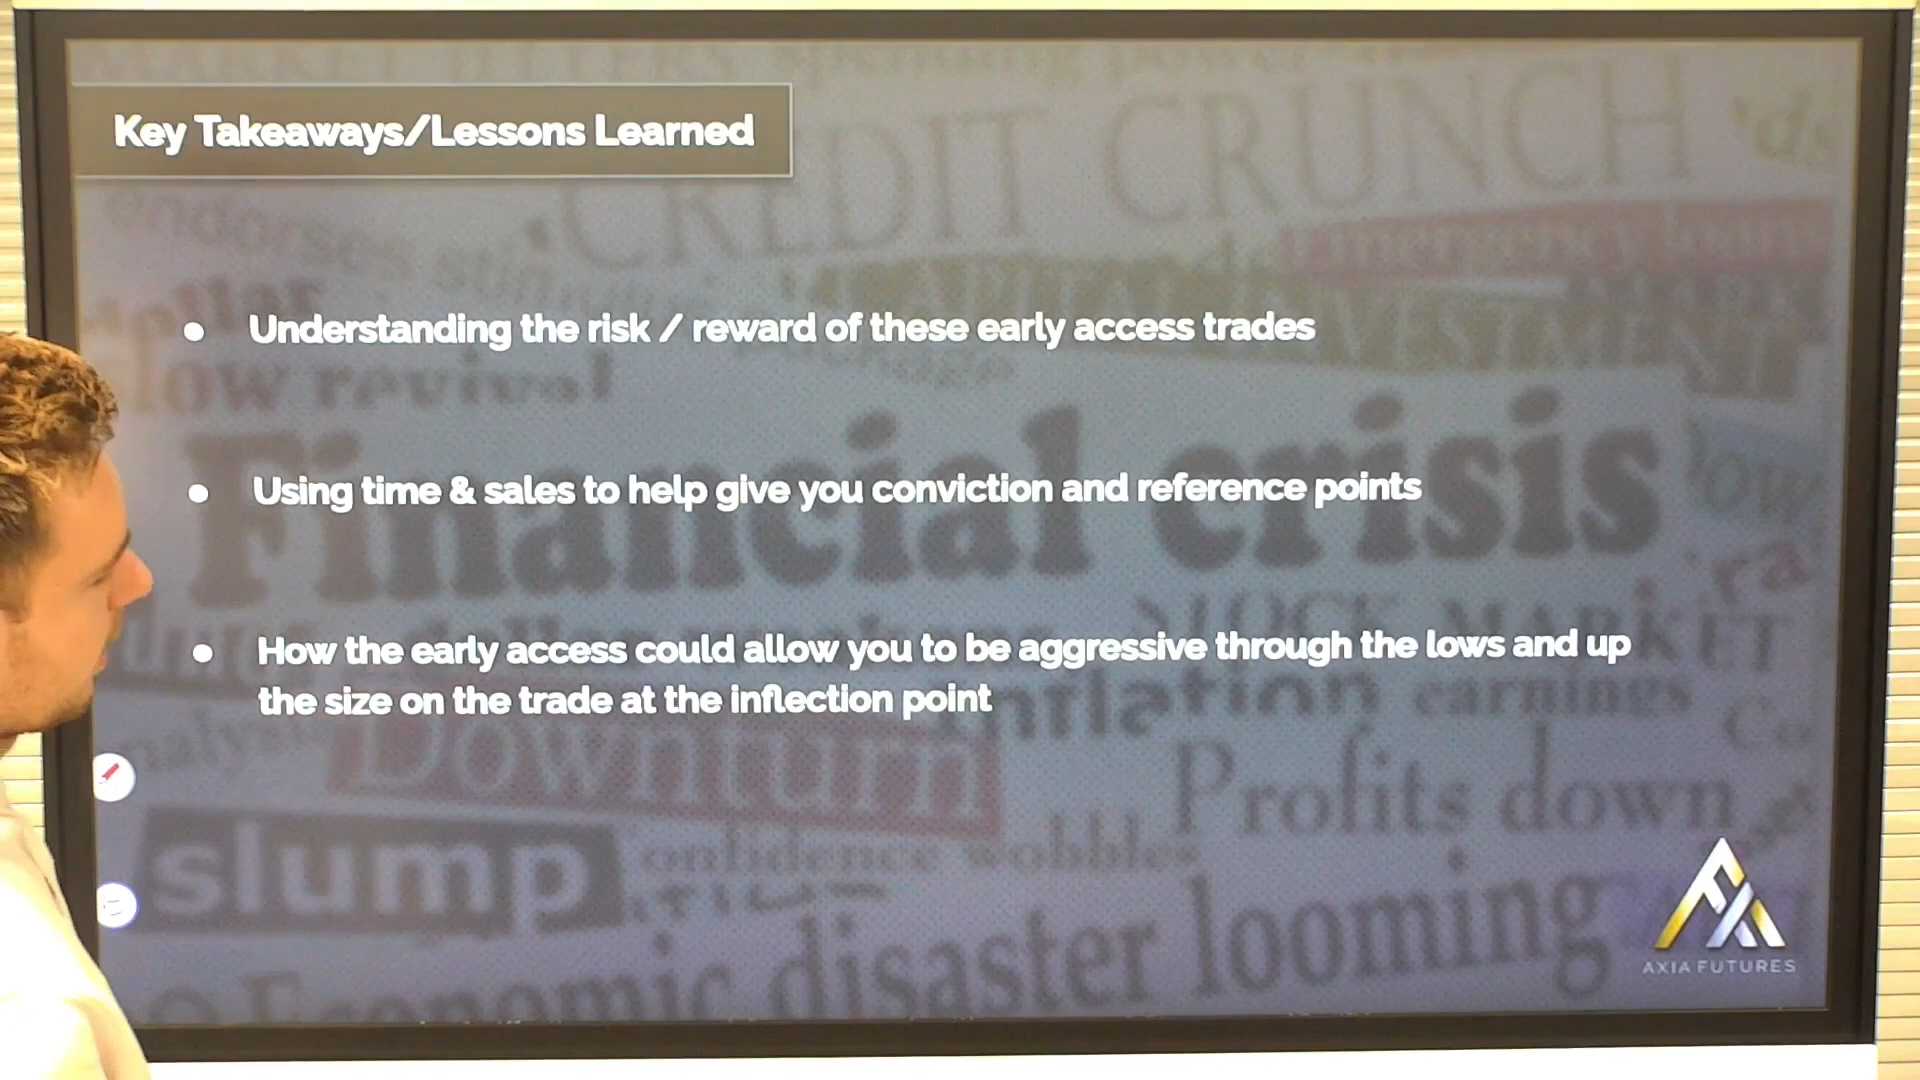 Key Takeaways/Lessons Learned
CREDIT CRUNCH
endorses
● Understanding the risk / reward of these early access trades
low revival
Financial crisis
● Using time & sales to help give you conviction and reference points
STOCK MARKET
● How the early access could allow you to be aggressive through the lows and up
the size on the trade at the inflection point
inflation earnings
Downturn
Profits down
slump
confidence wobbles
Economic disaster looming
AXIA FUTURES